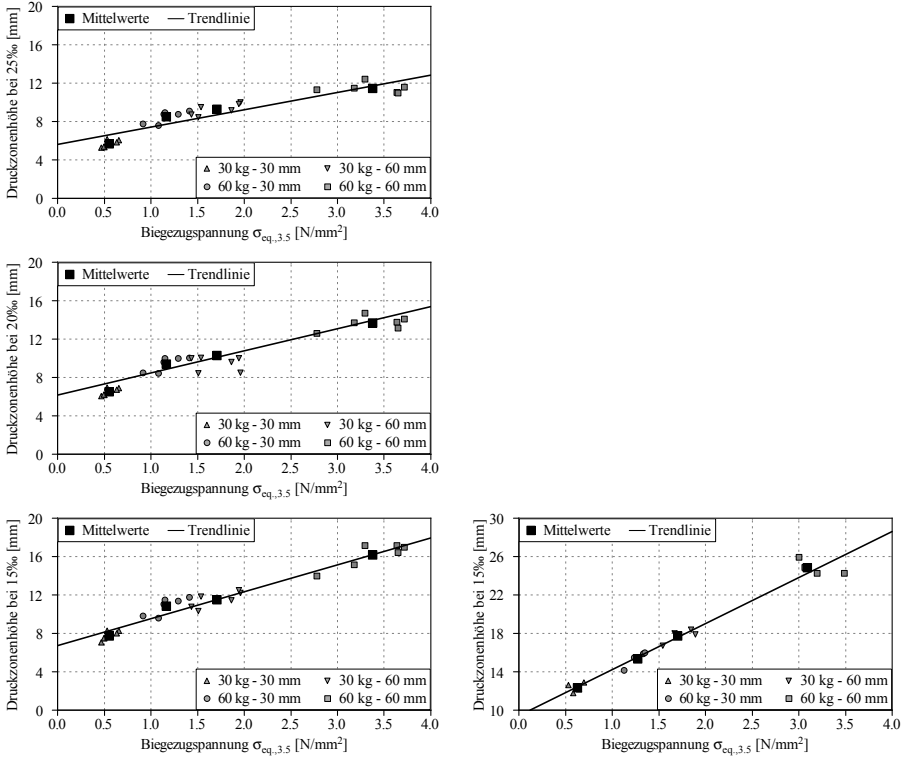 Druckzonenhöhe bei 25‰ [mm]
20
16
12
8
4
0
Mittelwerte Trendlinie
30 kg - 30 mm 30 kg - 60 mm
60 kg - 30 mm 60 kg - 60 mm
0.0 0.5 1.0 1.5 2.0 2.5 3.0 3.5 4.0
Biegezugspannung σeq.,3.5 [N/mm²]
Druckzonenhöhe bei 20‰ [mm]
20
16
12
8
4
0
Mittelwerte Trendlinie
30 kg - 30 mm 30 kg - 60 mm
60 kg - 30 mm 60 kg - 60 mm
0.0 0.5 1.0 1.5 2.0 2.5 3.0 3.5 4.0
Biegezugspannung σeq.,3.5 [N/mm²]
Druckzonenhöhe bei 15‰ [mm]
20
16
12
8
4
0
Mittelwerte Trendlinie
30 kg - 30 mm 30 kg - 60 mm
60 kg - 30 mm 60 kg - 60 mm
0.0 0.5 1.0 1.5 2.0 2.5 3.0 3.5 4.0
Biegezugspannung σeq.,3.5 [N/mm²]
Druckzonenhöhe bei 15‰ [mm]
30
26
22
18
14
10
Mittelwerte Trendlinie
30 kg - 30 mm 30 kg - 60 mm
60 kg - 30 mm 60 kg - 60 mm
0.0 0.5 1.0 1.5 2.0 2.5 3.0 3.5 4.0
Biegezugspannung σeq.,3.5 [N/mm²]